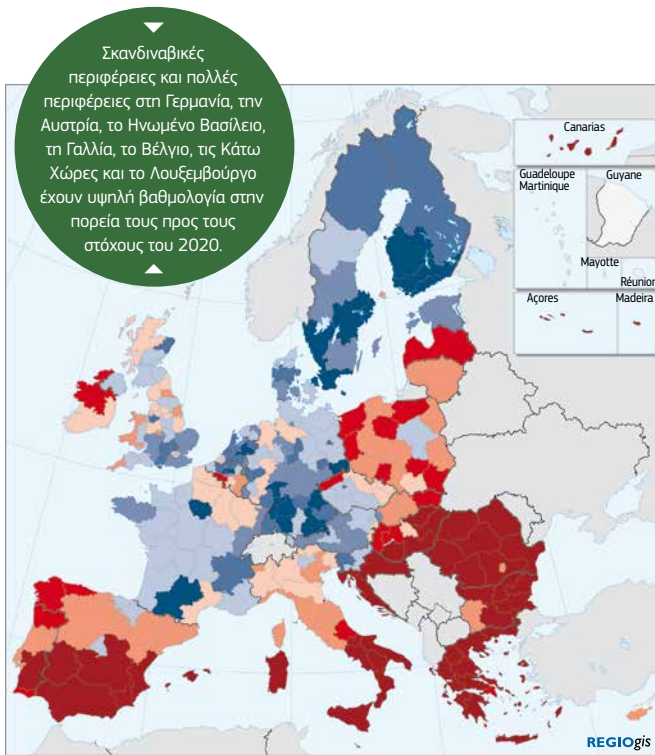 Σκανδιναβικές
περιφέρειες και πολλές
περιφέρειες στη Γερμανία, την
Αυστρία, το Ηνωμένο Βασίλειο,
τη Γαλλία, το Βέλγιο, τις Κάτω
Χώρες και το Λουξεμβούργο
έχουν υψηλή βαθμολογία στην
πορεία τους προς τους
στόχους του 2020.
Canarias
Guadeloupe
Martinique
Guyane
Mayotte
Réunion
Açores
Madeira
REGIOgis